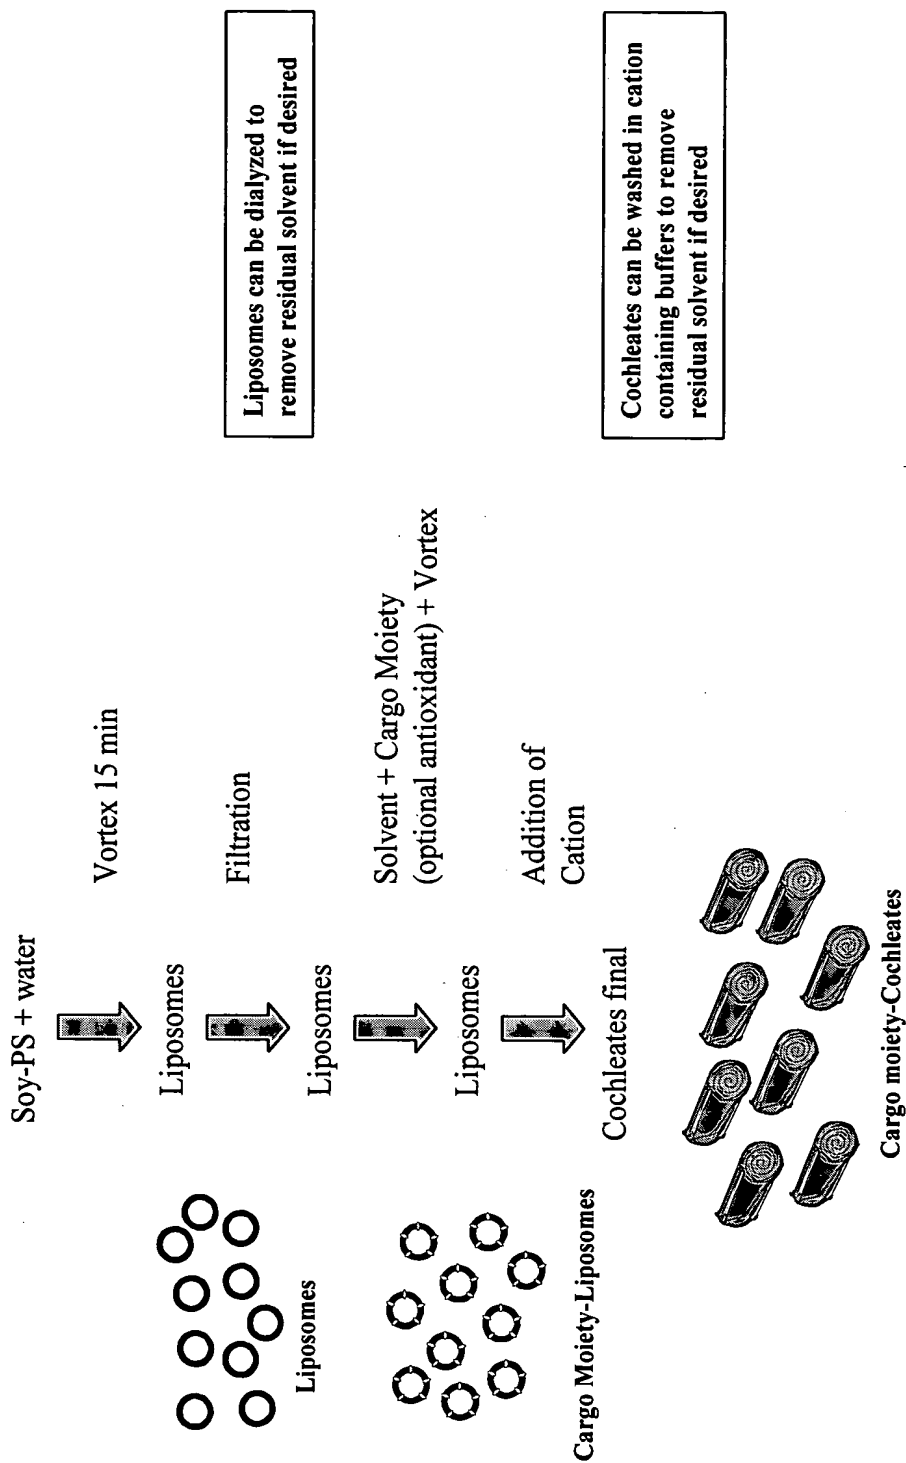 Soy-PS + water
Vortex 15 min
Liposomes
Filtration
Liposomes
Solvent + Cargo Moiety
(optional antioxidant) + Vortex
Liposomes
Addition of
Cation
Cochleates final
Liposomes
Cargo Moiety-Liposomes
Cargo moiety-Cochleates
Liposomes can be dialyzed to
remove residual solvent if desired
Cochleates can be washed in cation
containing buffers to remove
residual solvent if desired